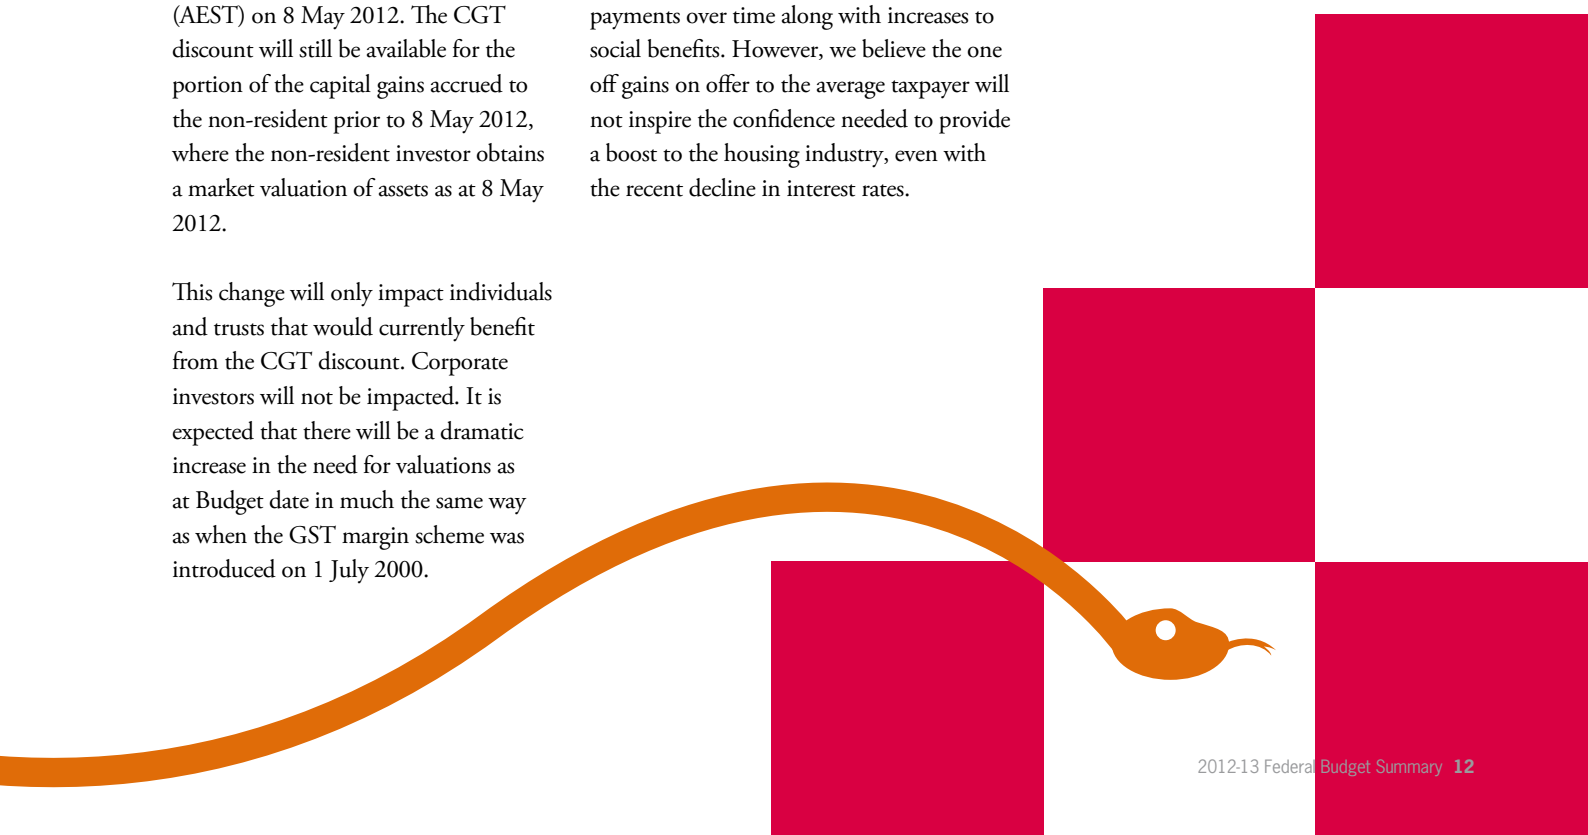 (AEST) on 8 May 2012. The CGT
discount will still be available for the
portion of the capital gains accrued to
the non-resident prior to 8 May 2012,
where the non-resident investor obtains
a market valuation of assets as at 8 May
2012.
This change will only impact individuals
and trusts that would currently benefit
from the CGT discount. Corporate
investors will not be impacted. It is
expected that there will be a dramatic
increase in the need for valuations as
at Budget date in much the same way
as when the GST margin scheme was
introduced on 1 July 2000.
payments over time along with increases to
social benefits. However, we believe the one
off gains on offer to the average taxpayer will
not inspire the confidence needed to provide
a boost to the housing industry, even with
the recent decline in interest rates.
2012-13 Federal Budget Summary 12